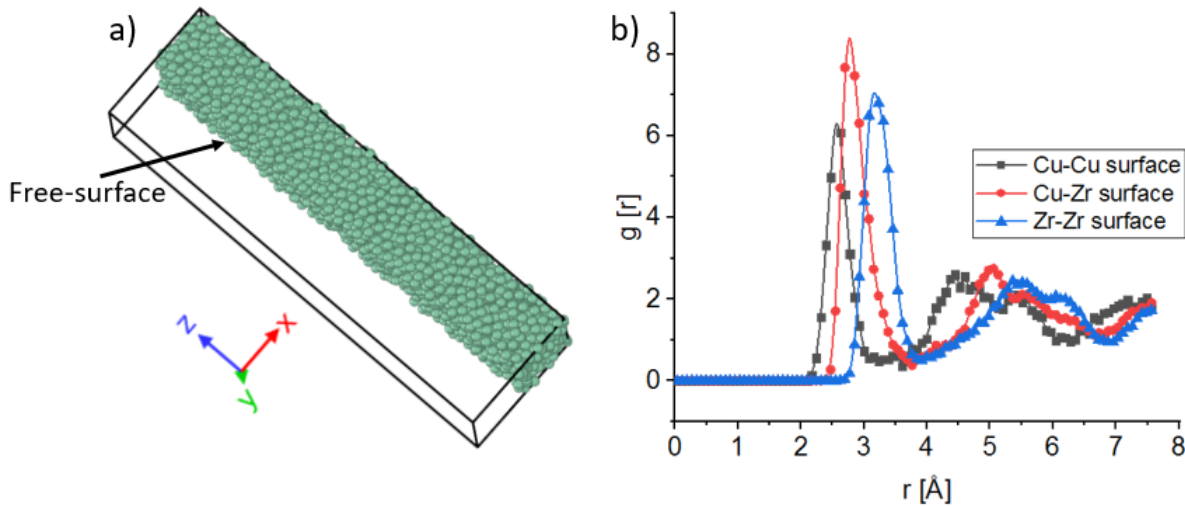 a)
Free-surface
z
x
y
b)
g [r]
8
6
4
2
0
Cu-Cu surface
Cu-Zr surface
Zr-Zr surface
0 1 2 3 4 5 6 7 8
r [Å]